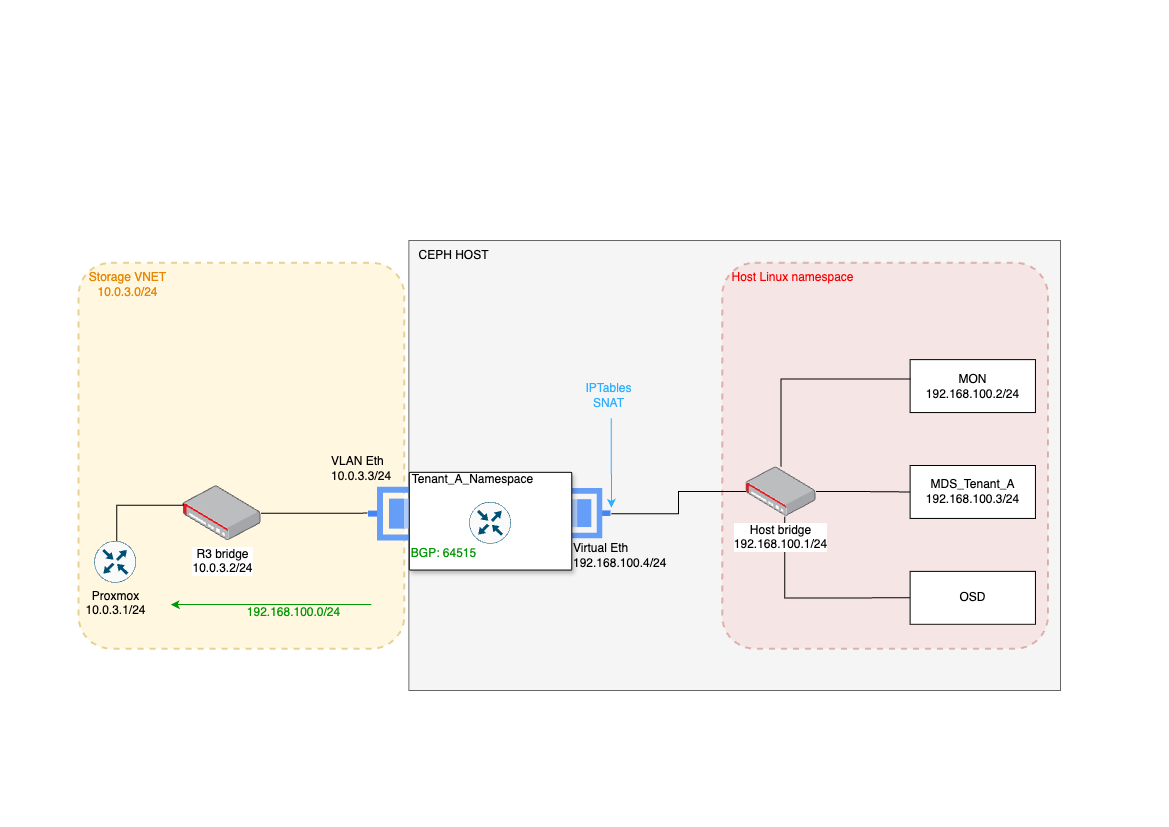 CEPH HOST
Storage VNET
10.0.3.0/24
Host Linux namespace
IPTables
SNAT
MON
192.168.100.2/24
VLAN Eth
10.0.3.3/24
Tenant_A_Namespace
MDS_Tenant_A
192.168.100.3/24
Host bridge
192.168.100.1/24
BGP: 64515
Virtual Eth
192.168.100.4/24
R3 bridge
10.0.3.2/24
Proxmox
10.0.3.1/24
192.168.100.0/24
OSD